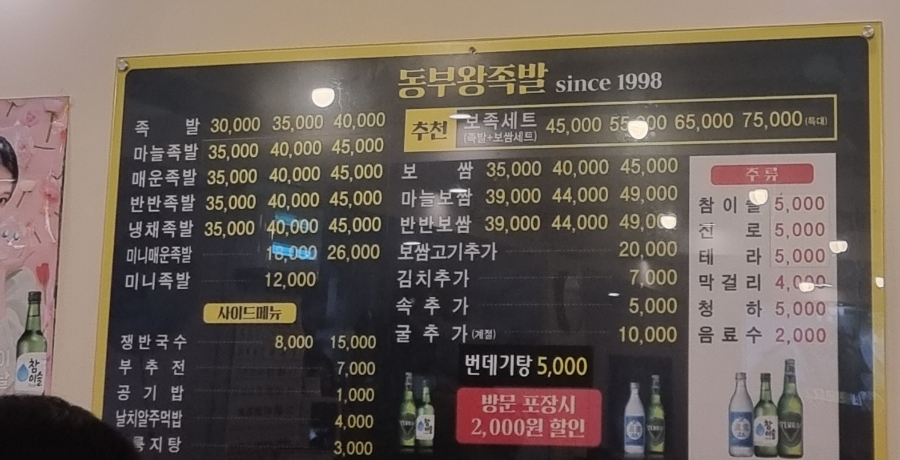 동부왕족발 since 1998
족 발 30,000 35,000 40,000
마늘족발 35,000 40,000 45,000
매운족발 35,000 40,000 45,000
반반족발 35,000 40,000 45,000
냉채족발 35,000 40,000 45,000
미니매운족발 26,000
미니족발 12,000
사이드메뉴
쟁반국수 8,000 15,000
부추전 7,000
공기밥 1,000
날치알주먹밥 4,000
지탕 3,000
추천 보족세트 45,000 65,000 75,000 (특대)
(족발+보쌈세트)
보 쌈 35,000 40,000 45,000
마늘보쌈 39,000 44,000 49,000
반반보쌈 39,000 44,000 49,000
보쌈고기추가 20,000
김치추가 7,000
속추가 5,000
굴추가 (계절) 10,000
번데기탕 5,000
방문 포장시
2,000원 할인
주류
참이슬 5,000
진로 5,000
테라 5,000
막걸리 4,000
청하 5,000
음료수 2,000
참이슬